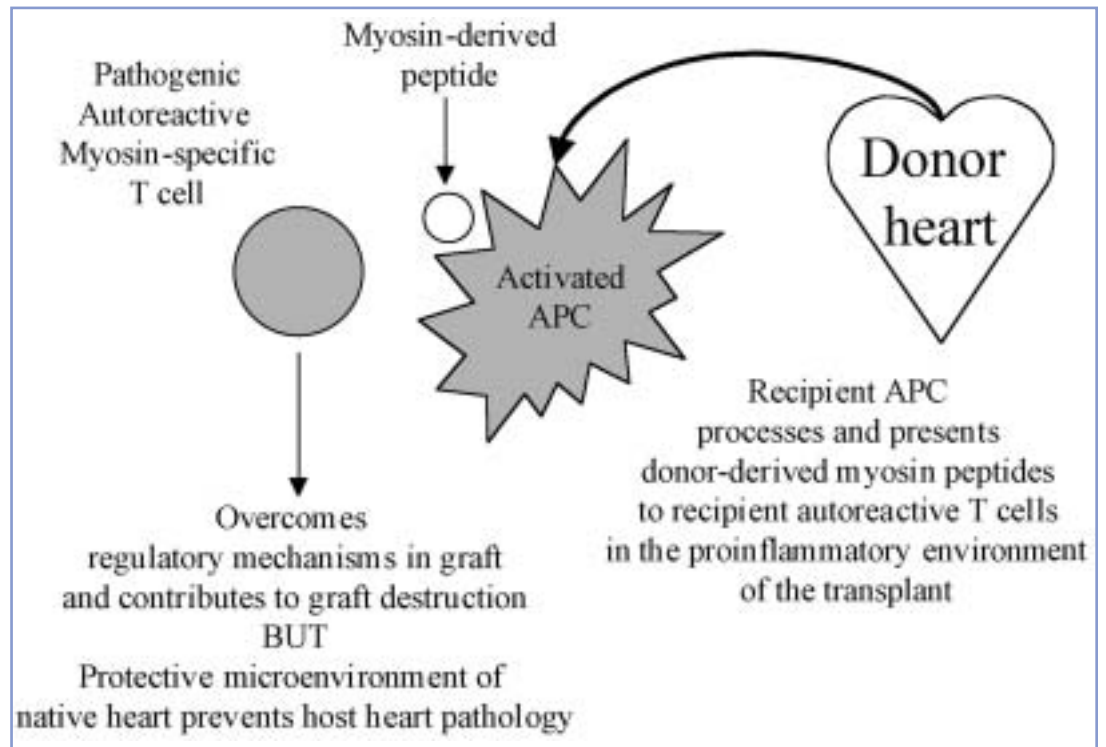 Myosin-derived
peptide
Pathogenic
Autoreactive
Myosin-specific
T cell
Donor
heart
Activated
APC
Recipient APC
processes and presents
donor-derived myosin peptides
to recipient autoreactive T cells
in the proinflammatory environment
of the transplant
Overcomes
regulatory mechanisms in graft
and contributes to graft destruction
BUT
Protective microenvironment of
native heart prevents host heart pathology